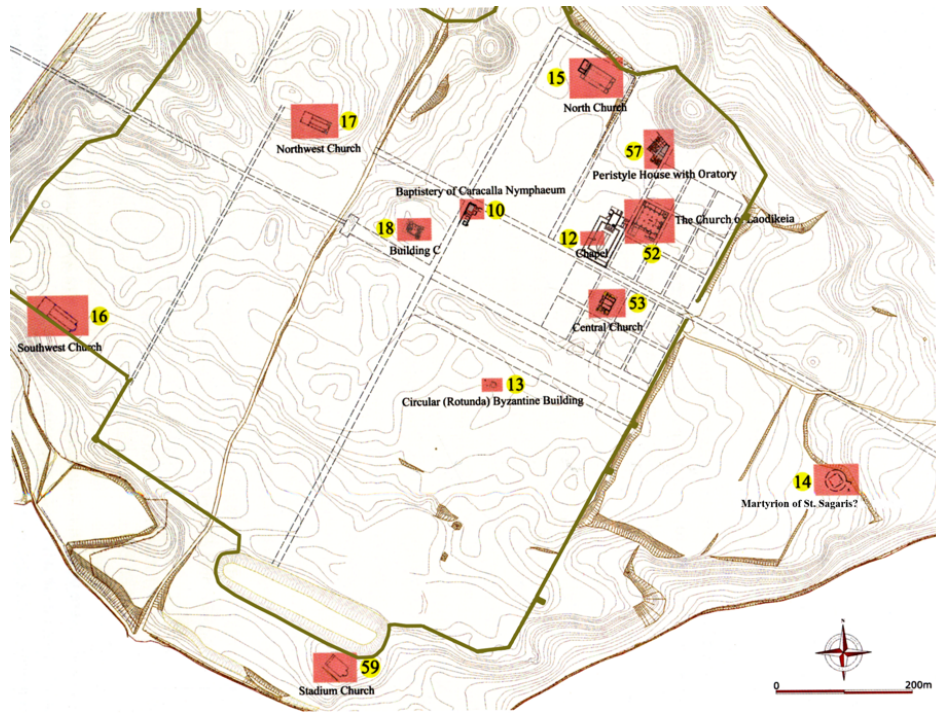 15
North Church
17
Northwest Church
57
Peristyle House with Oratory
Baptistery of Caracalla Nymphaeum
10
18
Building C
The Church of Laodikeia
12
Chapel
52
16
Southwest Church
53
Central Church
13
Circular (Rotunda) Byzantine Building
14
Martyrion of St. Sagaris?
59
Stadium Church
N
0
200m